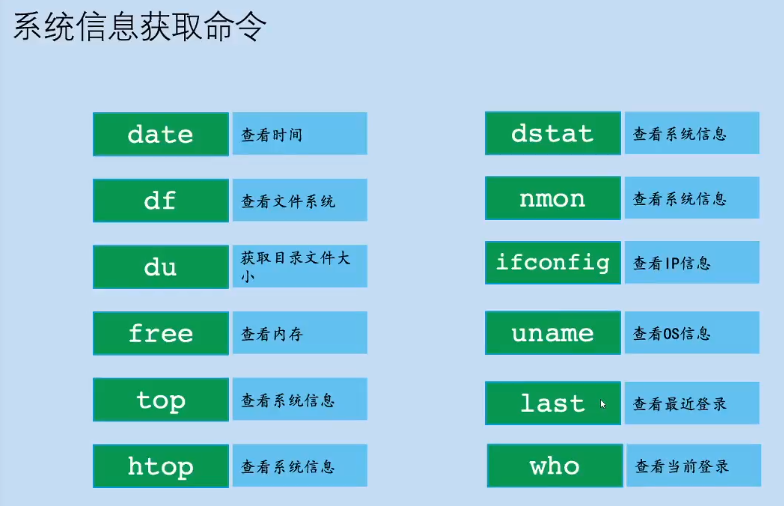 系统信息获取命令
date
查看时间
df
查看文件系统
du
获取目录文件大
小
free
查看内存
top
查看系统信息
htop
查看系统信息
dstat
查看系统信息
nmon
查看系统信息
ifconfig
查看IP信息
uname
查看OS信息
last
查看最近登录
who
查看当前登录